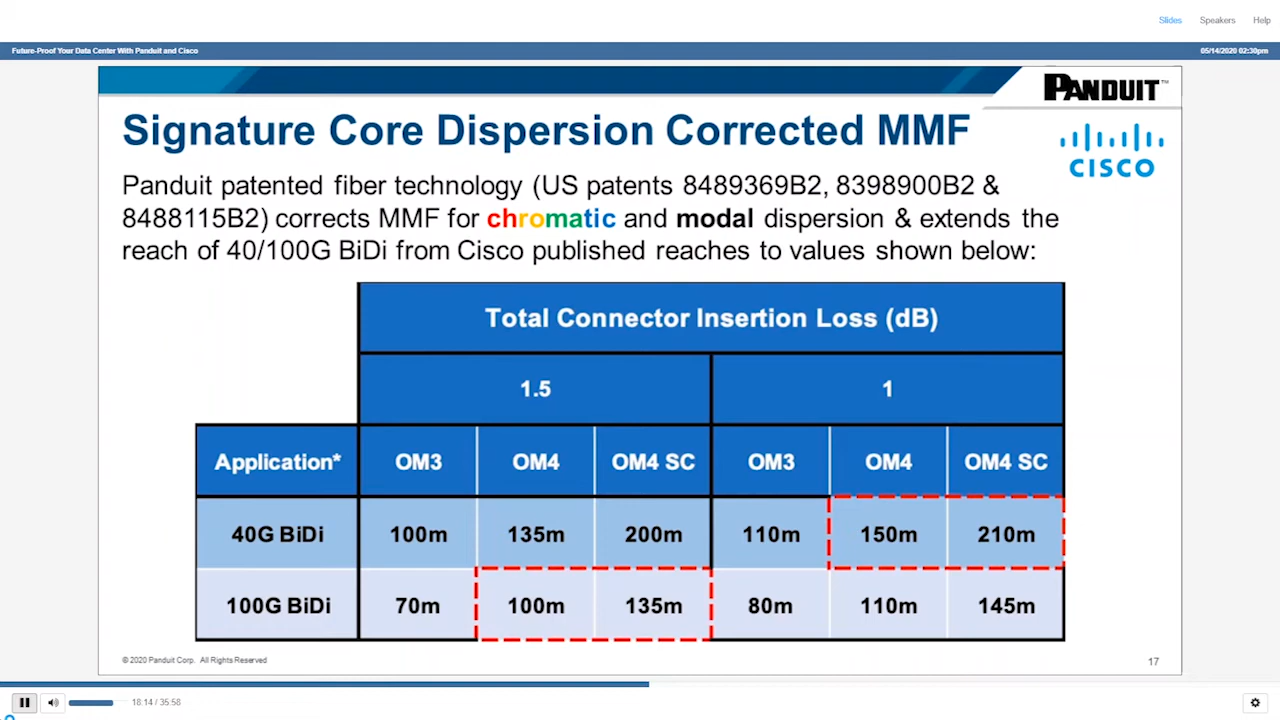 Slides Speakers Help
Future-Proof Your Data Center With Panduit and Cisco 05/14/2020 02:30pm
PANDUIT™
Signature Core Dispersion Corrected MMF
CISCO
Panduit patented fiber technology (US patents 8489369B2, 8398900B2 &
8488115B2) corrects MMF for chromatic and modal dispersion & extends the
reach of 40/100G BiDi from Cisco published reaches to values shown below:
Total Connector Insertion Loss (dB)
1.5 1
Application* OM3 OM4 OM4 SC OM3 OM4 OM4 SC
40G BiDi 100m 135m 200m 110m 150m 210m
100G BiDi 70m 100m 135m 80m 110m 145m
© 2020 Panduit Corp. All Rights Reserved 17
18:14 / 35:58